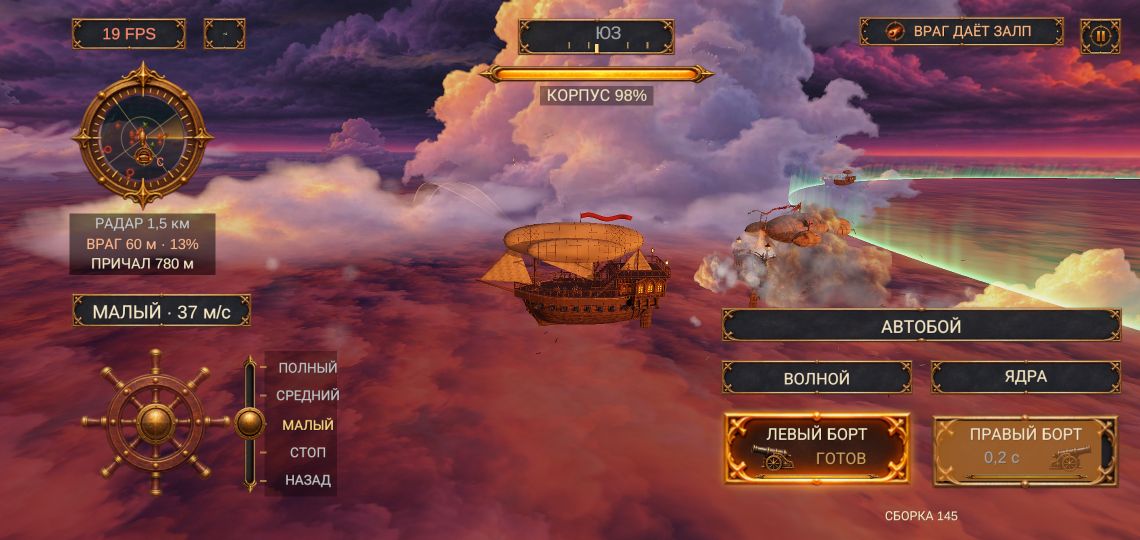 19 FPS
ЮЗ
ВРАГ ДАЁТ ЗАЛП
КОРПУС 98%
С
РАДАР 1,5 км
ВРАГ 60 м · 13%
ПРИЧАЛ 780 м
МАЛЫЙ · 37 м/с
ПОЛНЫЙ
СРЕДНИЙ
МАЛЫЙ
СТОП
НАЗАД
АВТОБОЙ
ВОЛНОЙ
ЯДРА
ЛЕВЫЙ БОРТ
ГОТОВ
ПРАВЫЙ БОРТ
0,2 с
СБОРКА 145